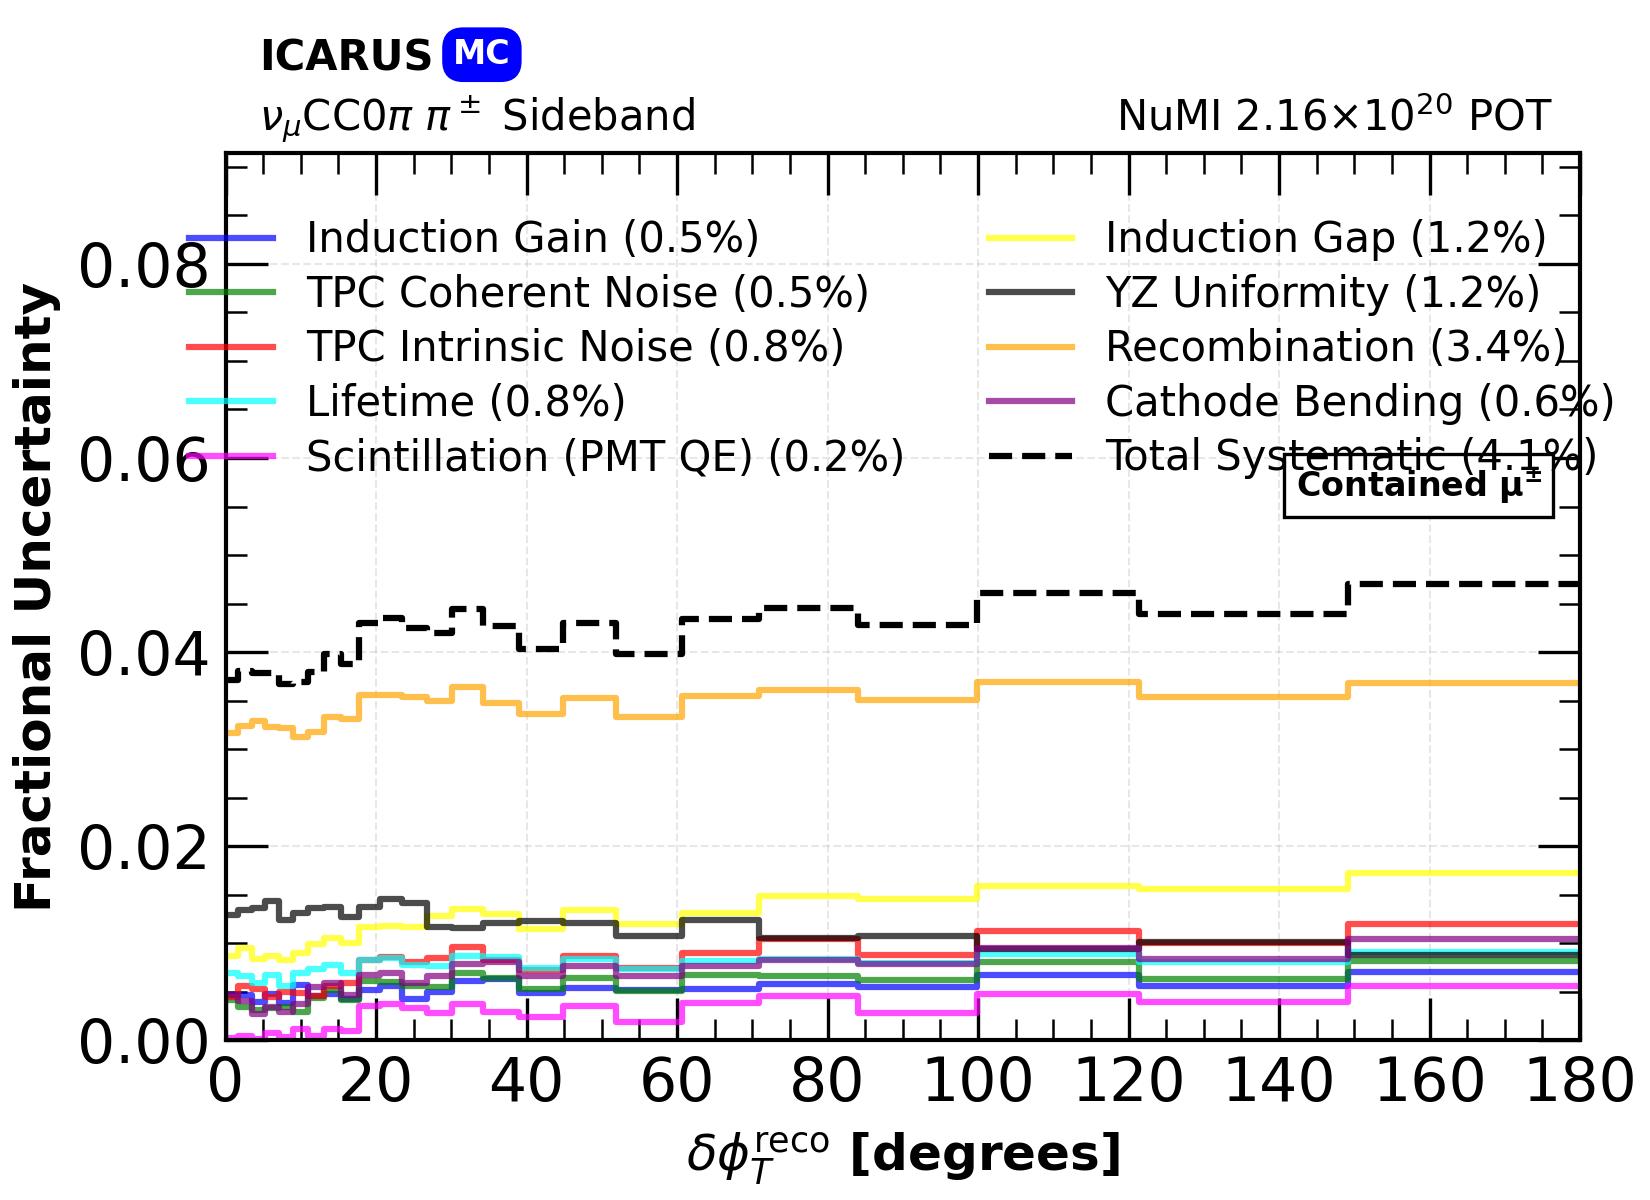 ICARUS MC
νμCC0π π± Sideband
NuMI 2.16×10²⁰ POT
Induction Gain (0.5%)
TPC Coherent Noise (0.5%)
TPC Intrinsic Noise (0.8%)
Lifetime (0.8%)
Scintillation (PMT QE) (0.2%)
Induction Gap (1.2%)
YZ Uniformity (1.2%)
Recombination (3.4%)
Cathode Bending (0.6%)
Total Systematic (4.1%)
Contained μ±
Fractional Uncertainty
0.08
0.06
0.04
0.02
0.00
0 20 40 60 80 100 120 140 160 180
δϕ_T^reco [degrees]